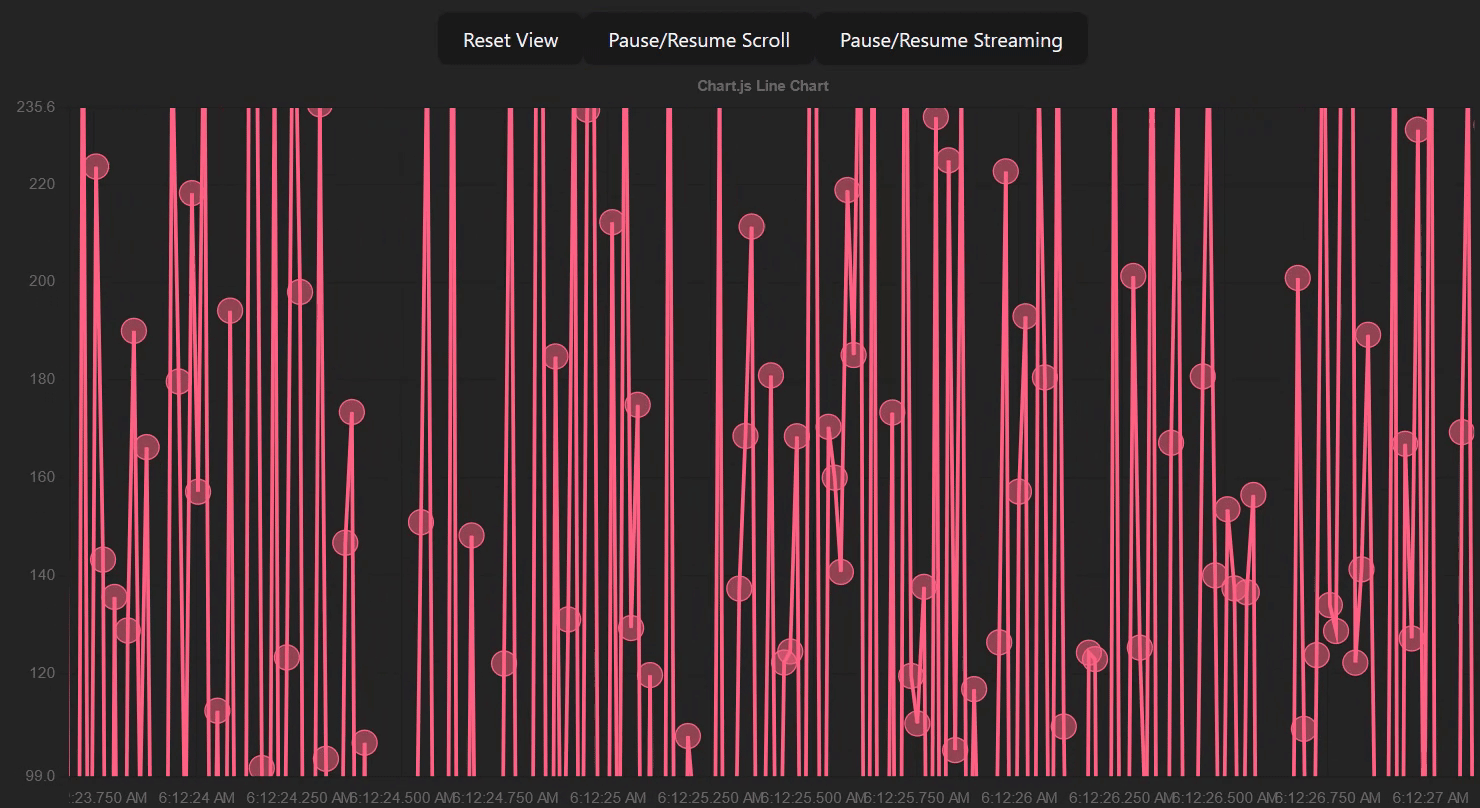 Reset View Pause/Resume Scroll Pause/Resume Streaming
Chart.js Line Chart
235.6
220
200
180
160
140
120
99.0
:23.750 AM 6:12:24 AM 6:12:24.250 AM 6:12:24.500 AM 6:12:24.750 AM 6:12:25 AM 6:12:25.250 AM 6:12:25.500 AM 6:12:25.750 AM 6:12:26 AM 6:12:26.250 AM 6:12:26.500 AM 6:12:26.750 AM 6:12:27 AM